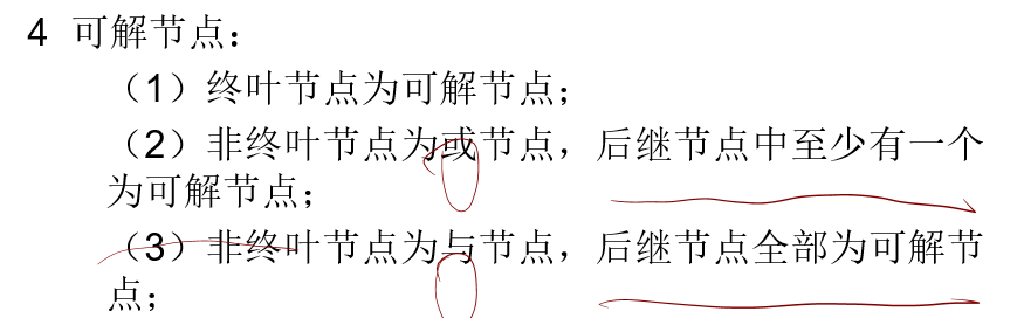 4 可解节点：
（1）终叶节点为可解节点；
（2）非终叶节点为或节点，后继节点中至少有一个
为可解节点；
（3）非终叶节点为与节点，后继节点全部为可解节
点；